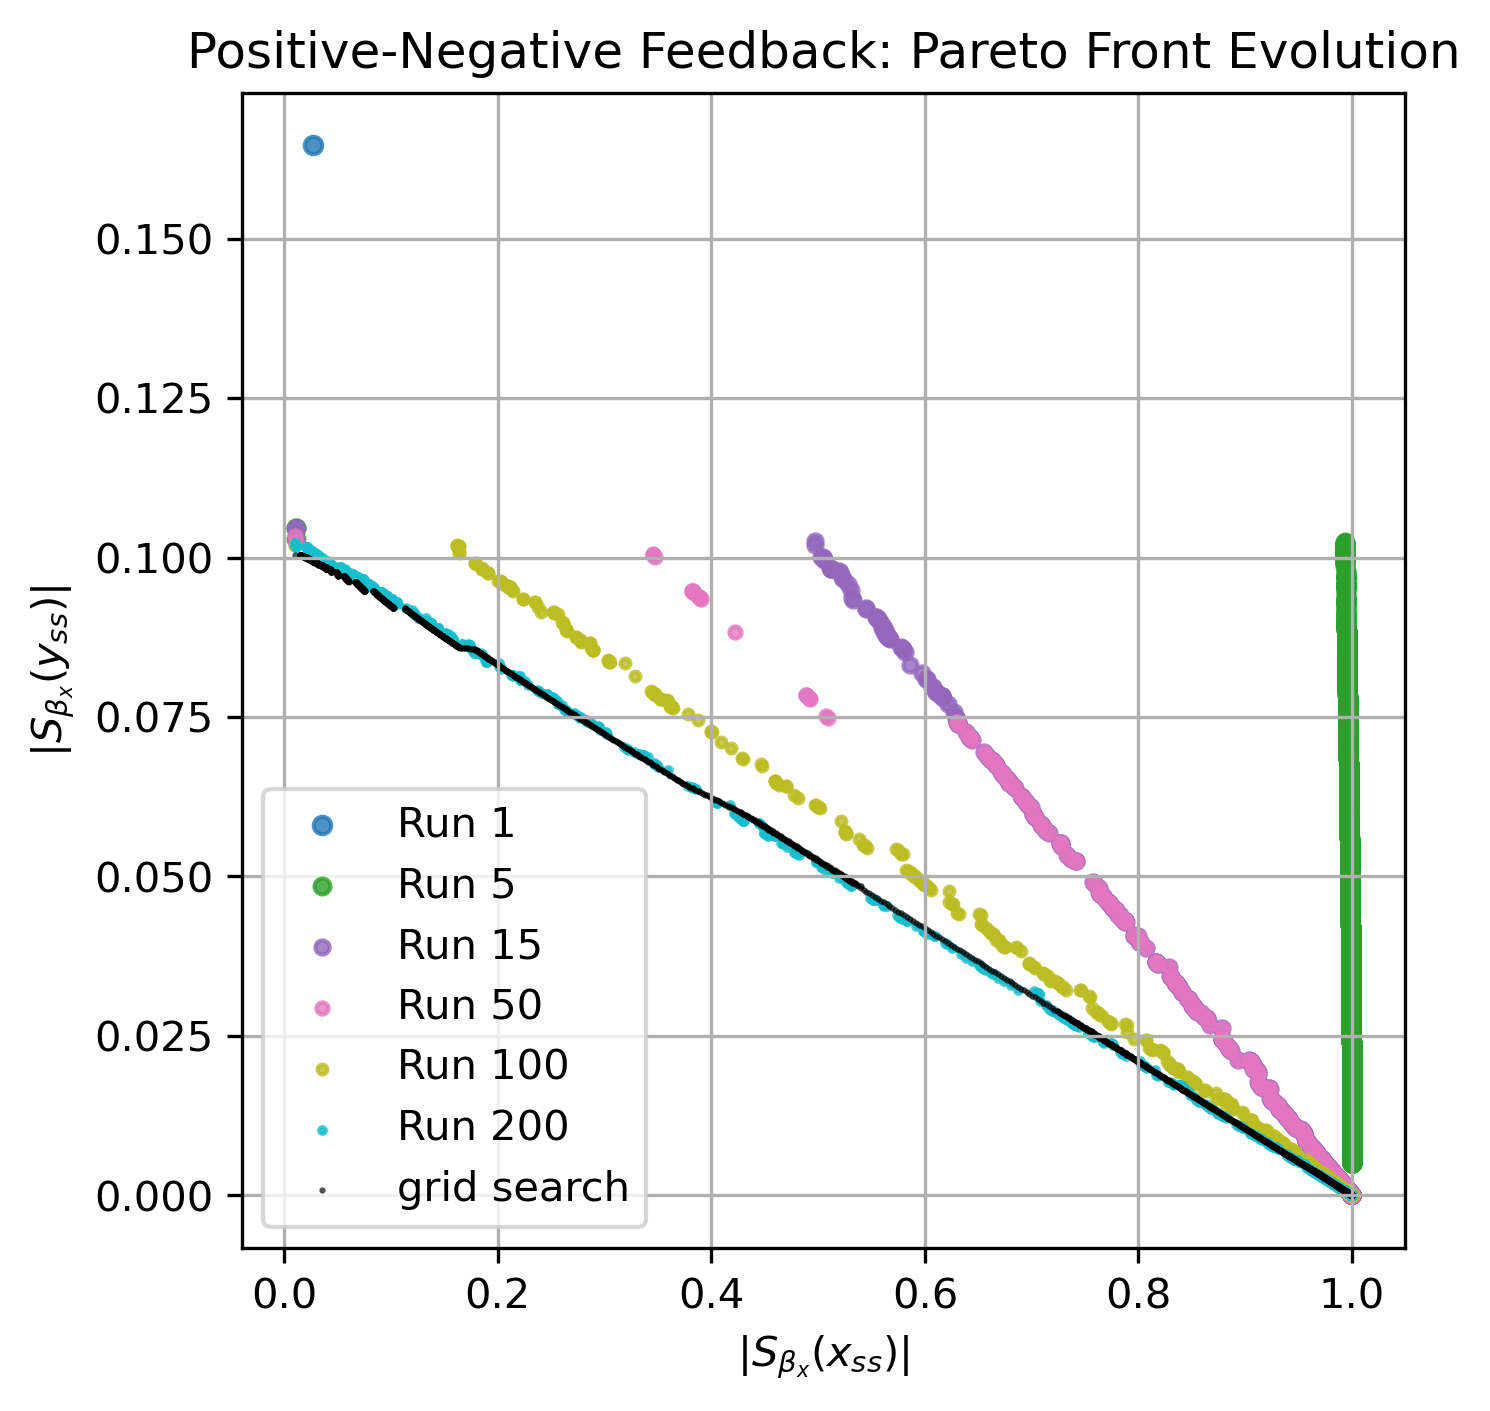 Positive-Negative Feedback: Pareto Front Evolution
0.150
0.125
0.100
0.075
0.050
0.025
0.000
|S_{β_x}(y_{ss})|
Run 1
Run 5
Run 15
Run 50
Run 100
Run 200
grid search
0.0 0.2 0.4 0.6 0.8 1.0
|S_{β_x}(x_{ss})|